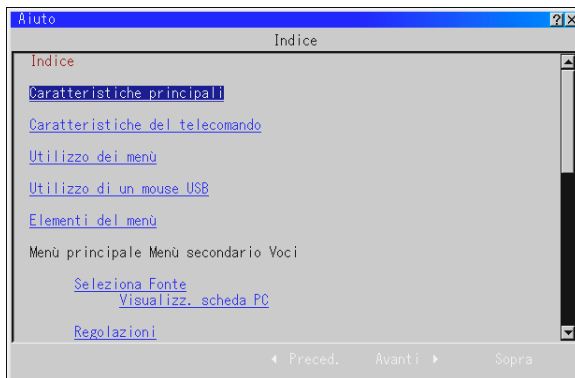 Aiuto
Indice
Indice
Caratteristiche principali
Caratteristiche del telecomando
Utilizzo dei menù
Utilizzo di un mouse USB
Elementi del menù
Menù principale Menù secondario Voci
Seleziona Fonte
Visualizz. scheda PC
Regolazioni
Preced. Avanti Sopra